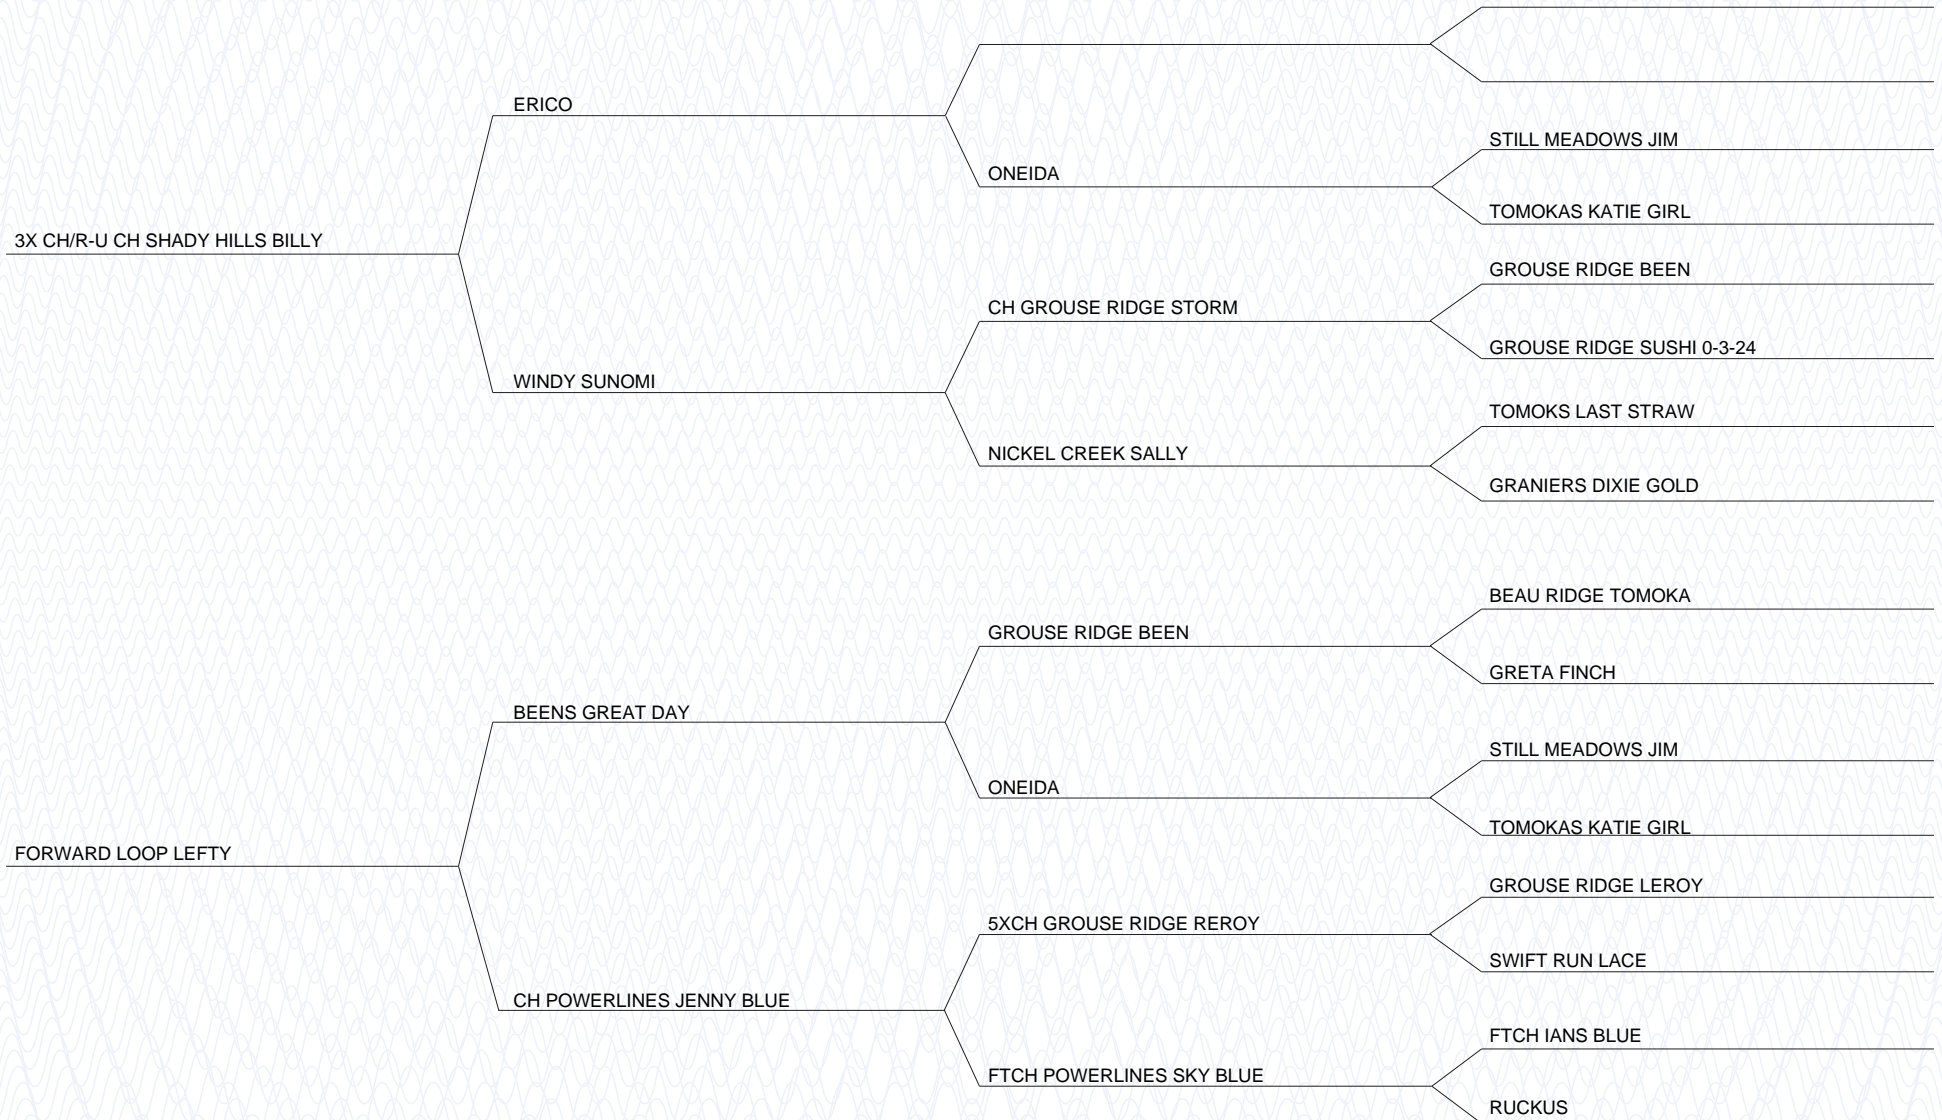 ERICO
STILL MEADOWS JIM
ONEIDA
TOMOKAS KATIE GIRL
3X CH/R-U CH SHADY HILLS BILLY
GROUSE RIDGE BEEN
CH GROUSE RIDGE STORM
GROUSE RIDGE SUSHI 0-3-24
WINDY SUNOMI
TOMOKS LAST STRAW
NICKEL CREEK SALLY
GRANIERS DIXIE GOLD
BEAU RIDGE TOMOKA
GROUSE RIDGE BEEN
GRETA FINCH
BEENS GREAT DAY
STILL MEADOWS JIM
ONEIDA
TOMOKAS KATIE GIRL
FORWARD LOOP LEFTY
GROUSE RIDGE LEROY
5XCH GROUSE RIDGE REROY
SWIFT RUN LACE
CH POWERLINES JENNY BLUE
FTCH IANS BLUE
FTCH POWERLINES SKY BLUE
RUCKUS